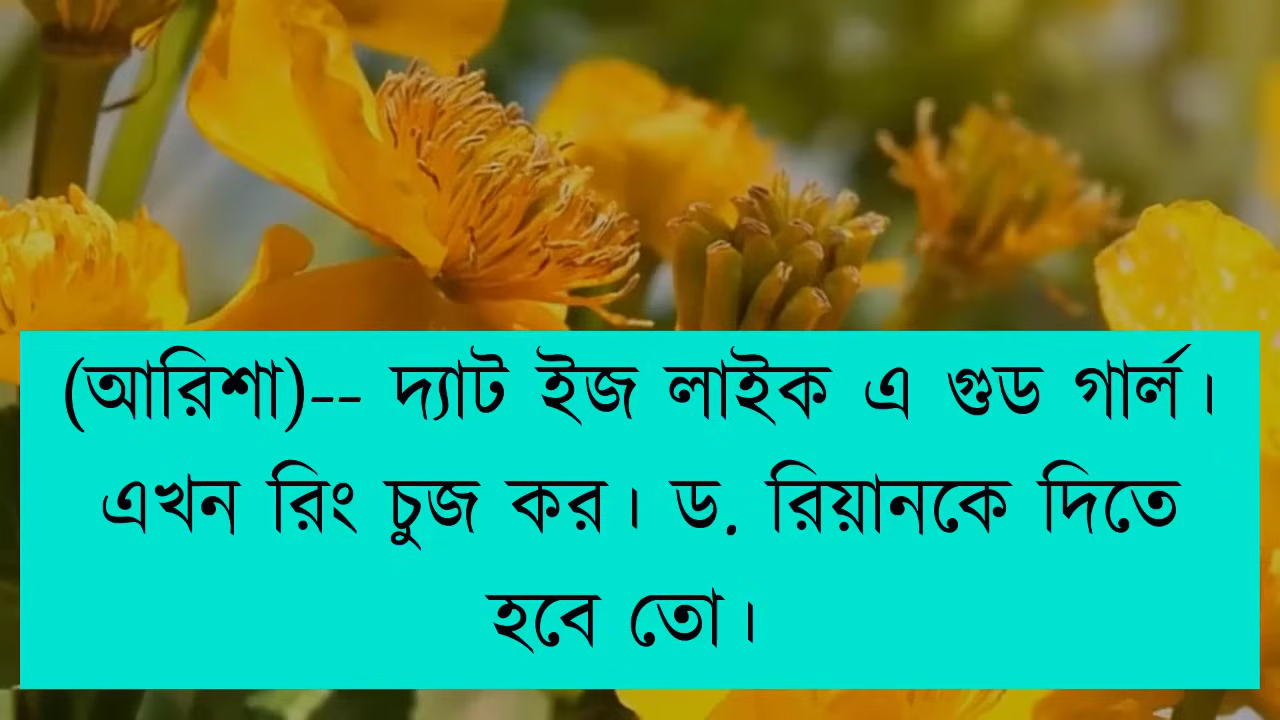 (আরিশা)-- দ্যাট ইজ লাইক এ গুড গার্ল।
এখন রিং চুজ কর। ড. রিয়ানকে দিতে
হবে তো।